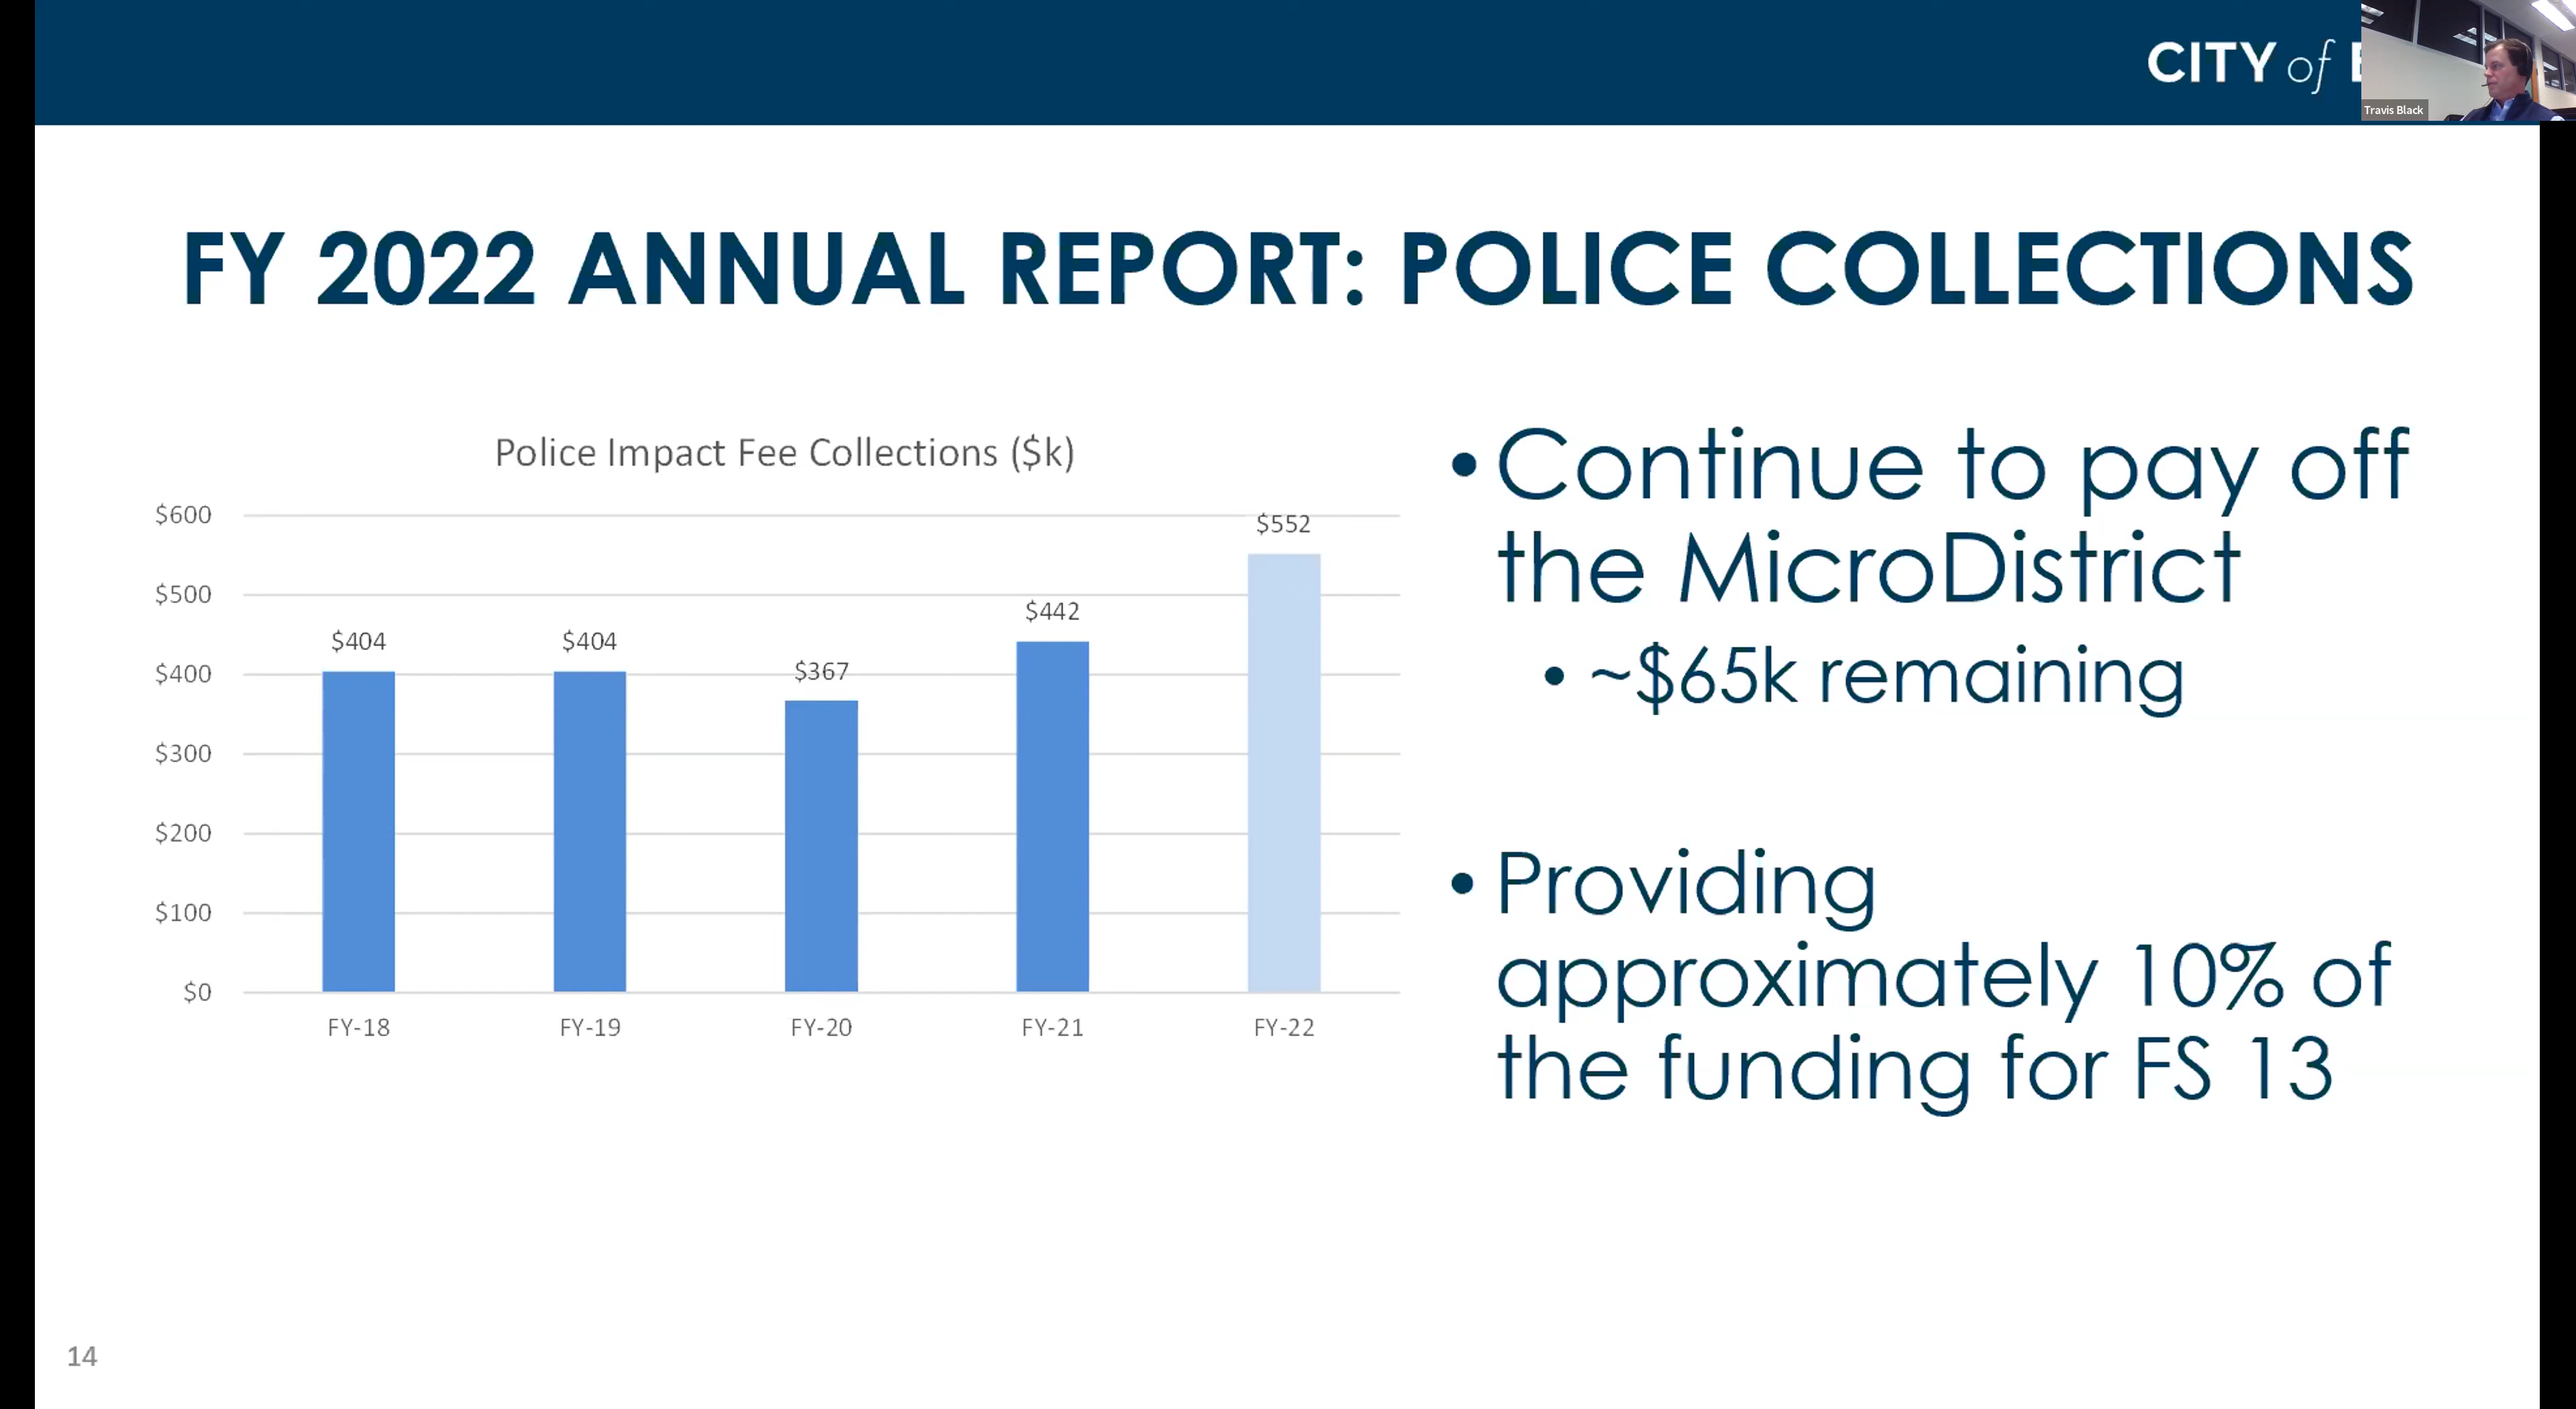 CITY of
Travis Black
FY 2022 ANNUAL REPORT: POLICE COLLECTIONS
Police Impact Fee Collections ($k)
$600
$500
$400
$300
$200
$100
$0
$404
$404
$367
$442
$552
FY-18
FY-19
FY-20
FY-21
FY-22
• Continue to pay off
the MicroDistrict
• ~$65k remaining
• Providing
approximately 10% of
the funding for FS 13
14